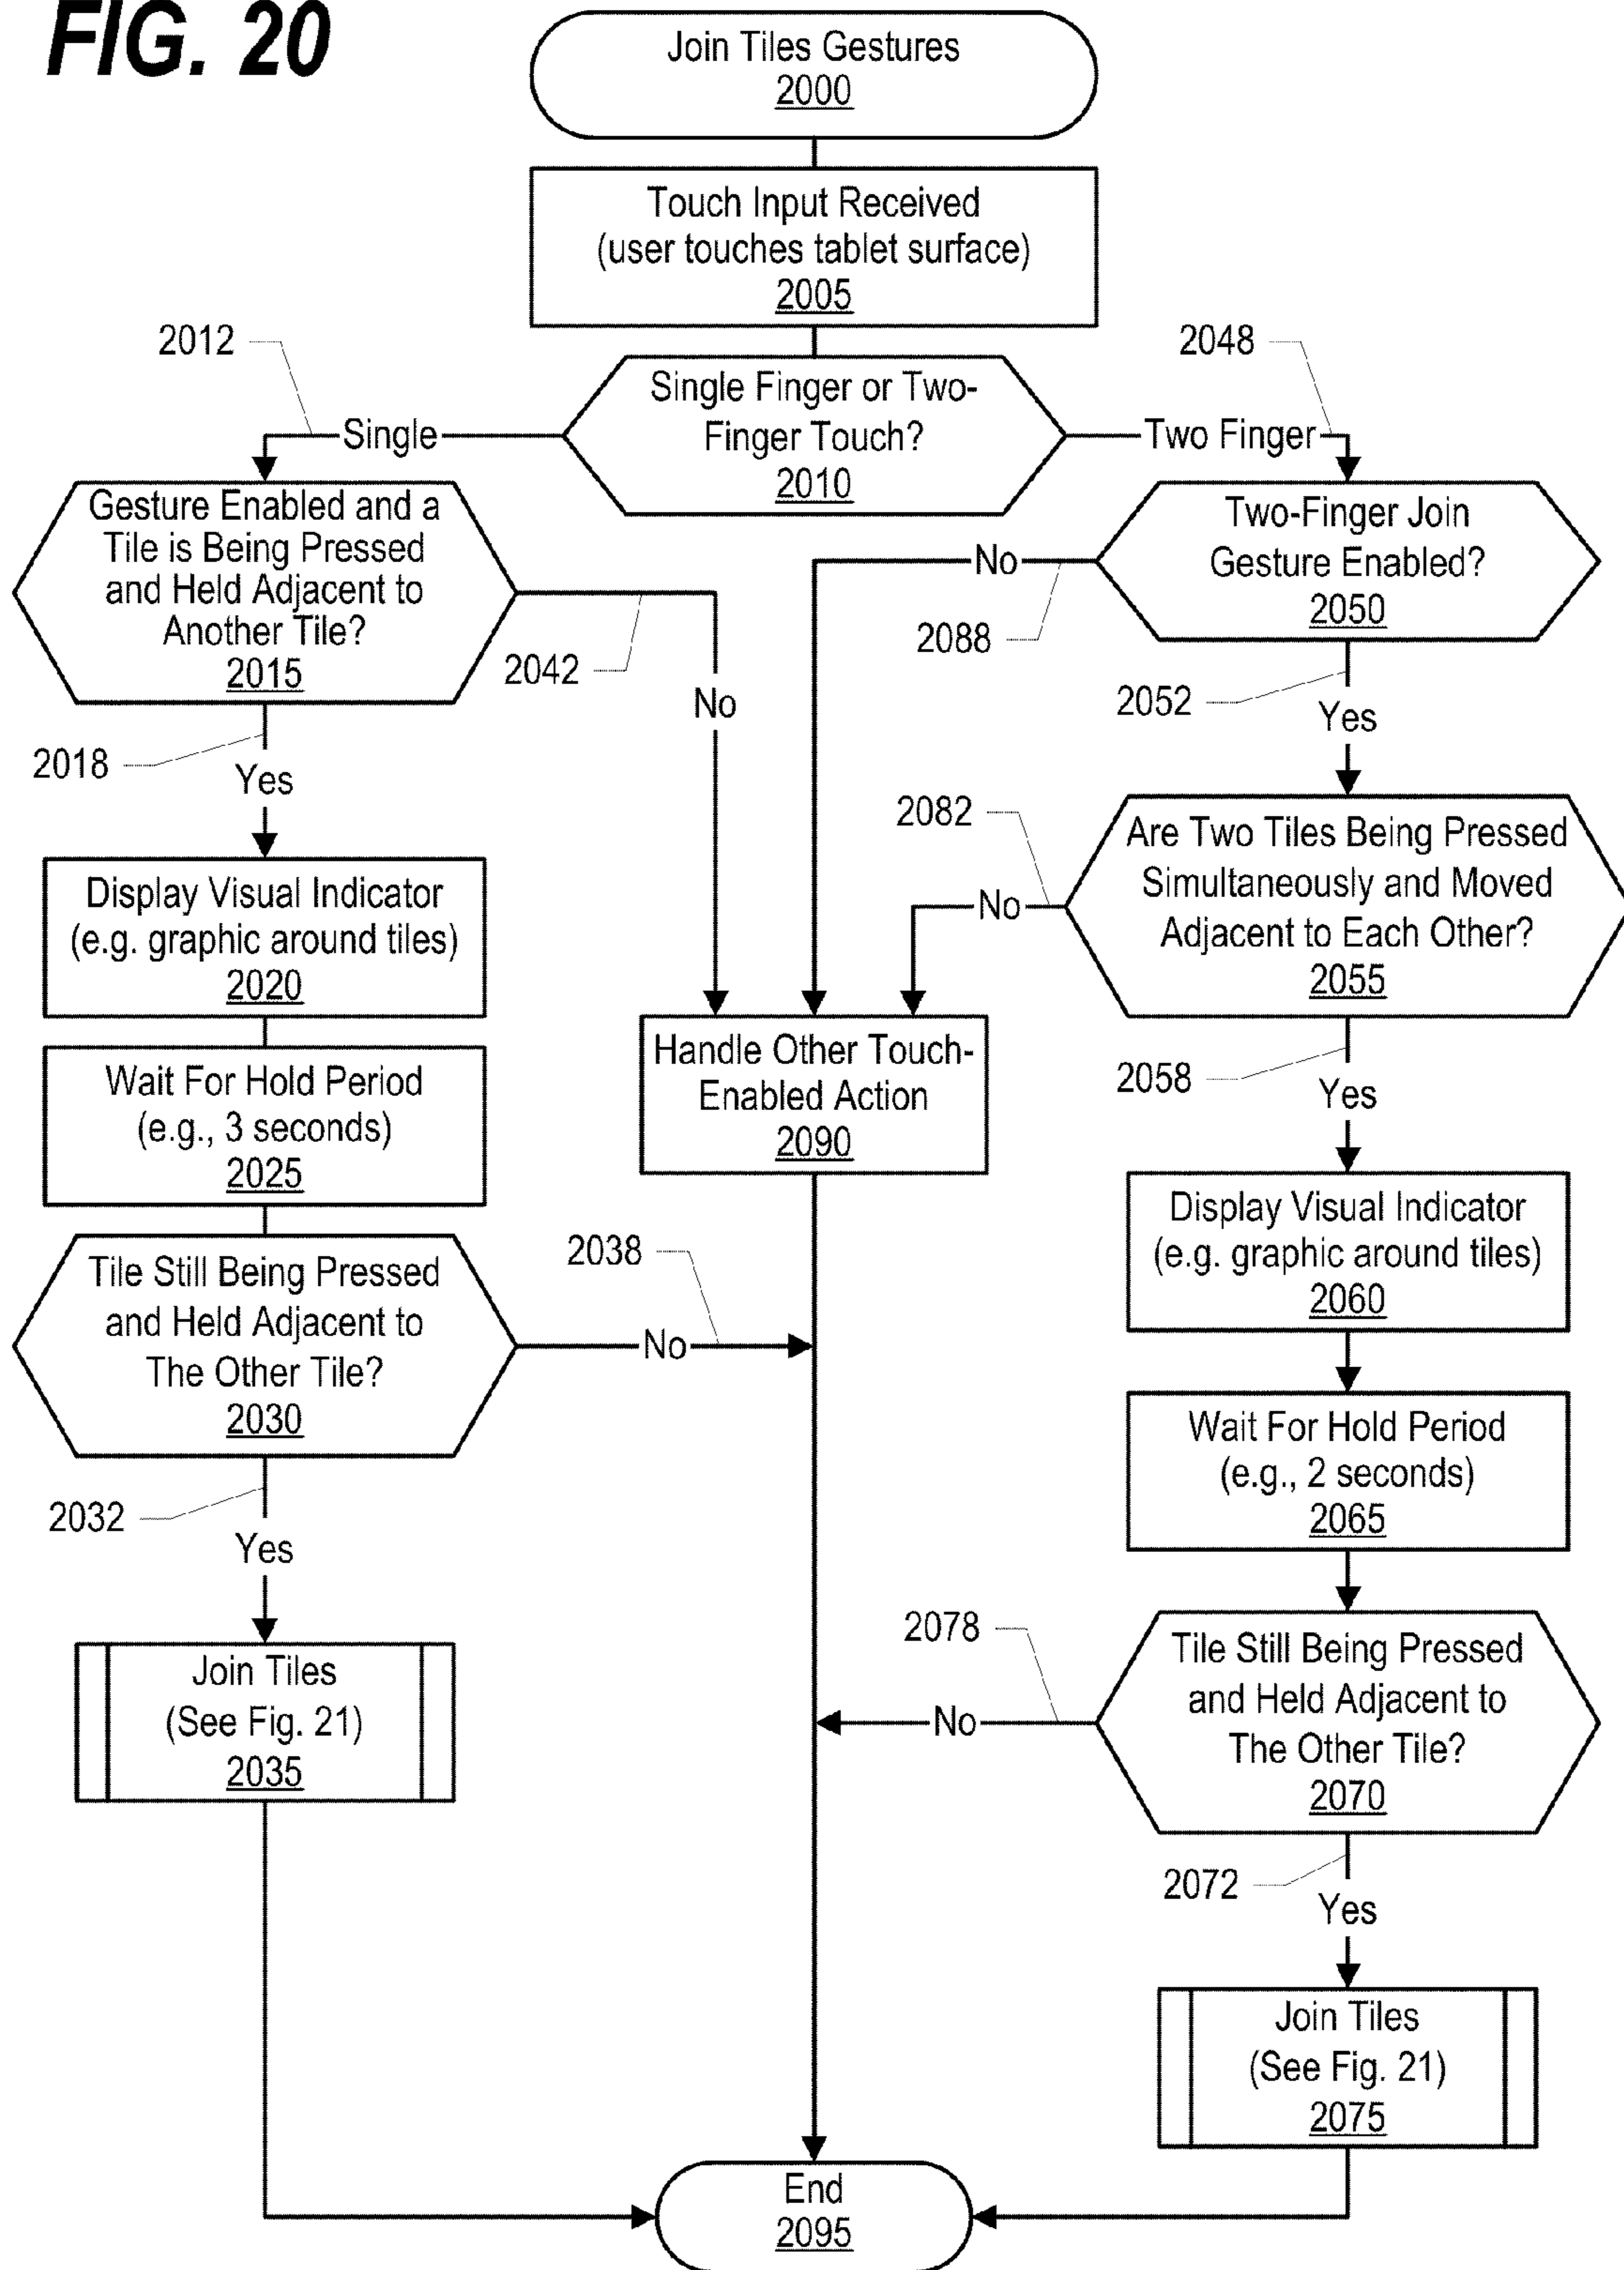 FIG. 20
Join Tiles Gestures
2000
Touch Input Received
(user touches tablet surface)
2005
2012
2048
Single Finger or Two-
Finger Touch?
2010
Single
Two Finger
Gesture Enabled and a
Tile is Being Pressed
and Held Adjacent to
Another Tile?
2015
2042
No
2018
Yes
Display Visual Indicator
(e.g. graphic around tiles)
2020
Wait For Hold Period
(e.g., 3 seconds)
2025
Tile Still Being Pressed
and Held Adjacent to
The Other Tile?
2030
2038
No
2032
Yes
Join Tiles
(See Fig. 21)
2035
Two-Finger Join
Gesture Enabled?
2050
No
2088
2052
Yes
2082
Are Two Tiles Being Pressed
Simultaneously and Moved
Adjacent to Each Other?
2055
No
Handle Other Touch-
Enabled Action
2090
2058
Yes
Display Visual Indicator
(e.g. graphic around tiles)
2060
Wait For Hold Period
(e.g., 2 seconds)
2065
2078
Tile Still Being Pressed
and Held Adjacent to
The Other Tile?
2070
No
2072
Yes
Join Tiles
(See Fig. 21)
2075
End
2095